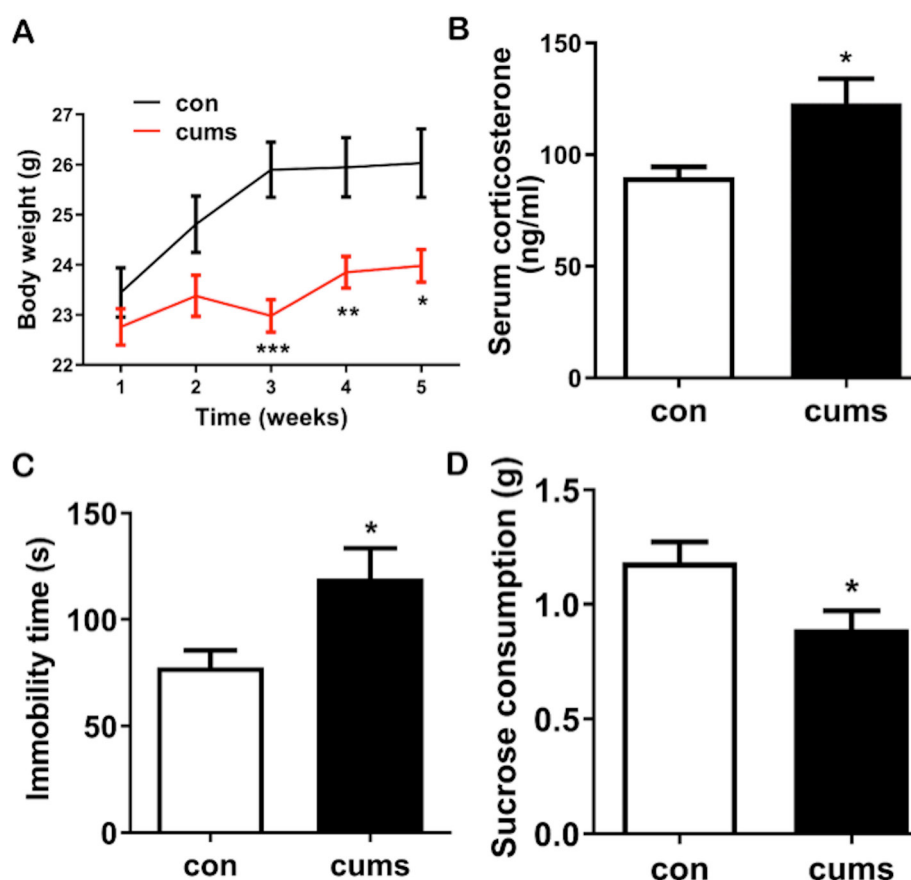 A
con
cums
27
26
25
24
23
22
Body weight (g)
***
**
*
1 2 3 4 5
Time (weeks)
B
150
100
50
0
Serum corticosterone
(ng/ml)
*
con cums
C
150
100
50
0
Immobility time (s)
*
con cums
D
1.5
1.0
0.5
0.0
Sucrose consumption (g)
*
con cums